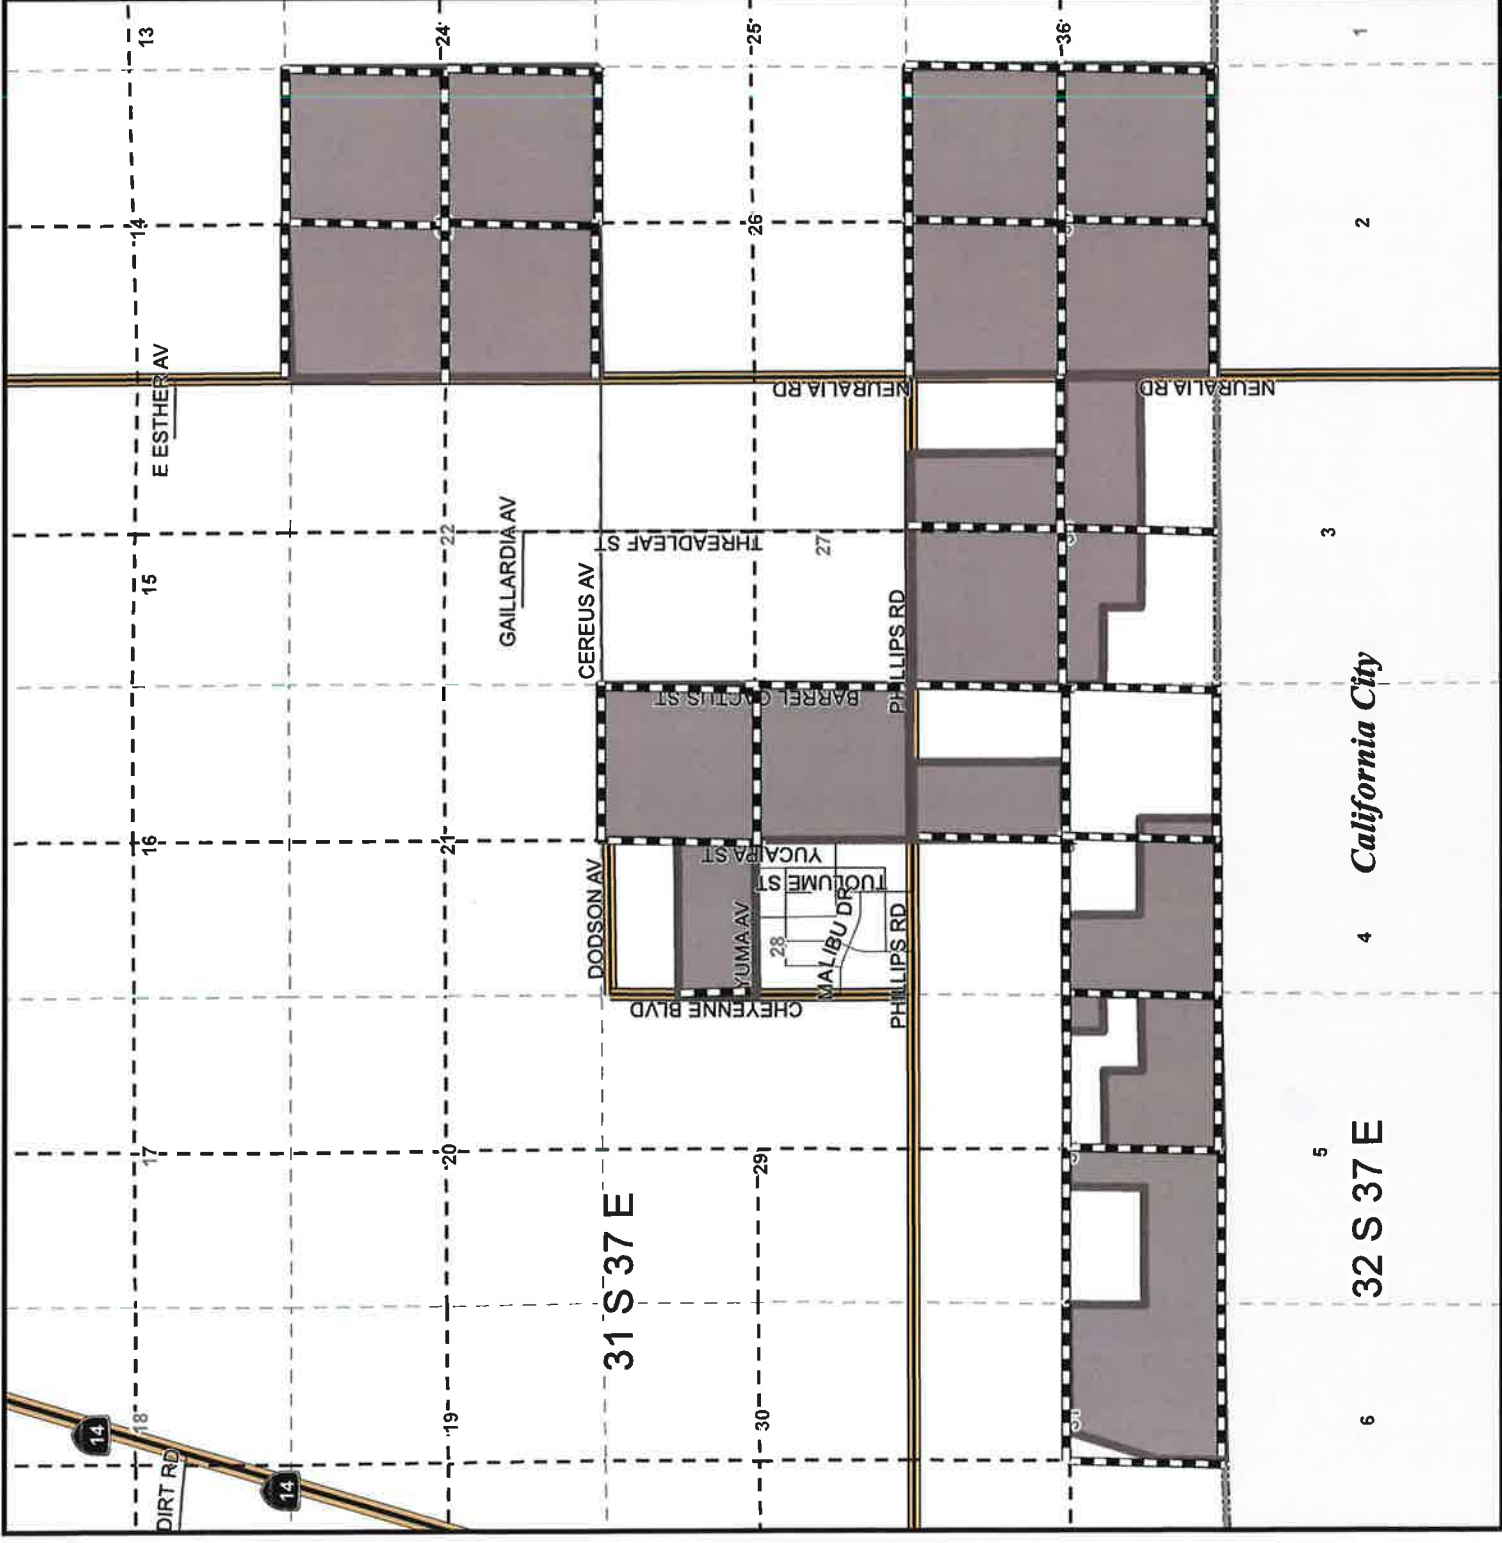 13
24
25
36
1
14
26
2
E ESTHER AV
NEURALIA RD
NEURALIA RD
15
22
GAILLARDIA AV
CEREUS AV
THREADLEAF ST
27
PHILLIPS RD
3
BARREL CACTUS ST
16
21
DODSON AV
YUCAIPA ST
TUOLUME ST
YUMA AV
28
MALIBU DR
PHILLIPS RD
CHEYENNE BLVD
PHILLIPS RD
4
California City
17
20
29
5
31 S 37 E
32 S 37 E
14
18
19
30
6
14
DIRT RD